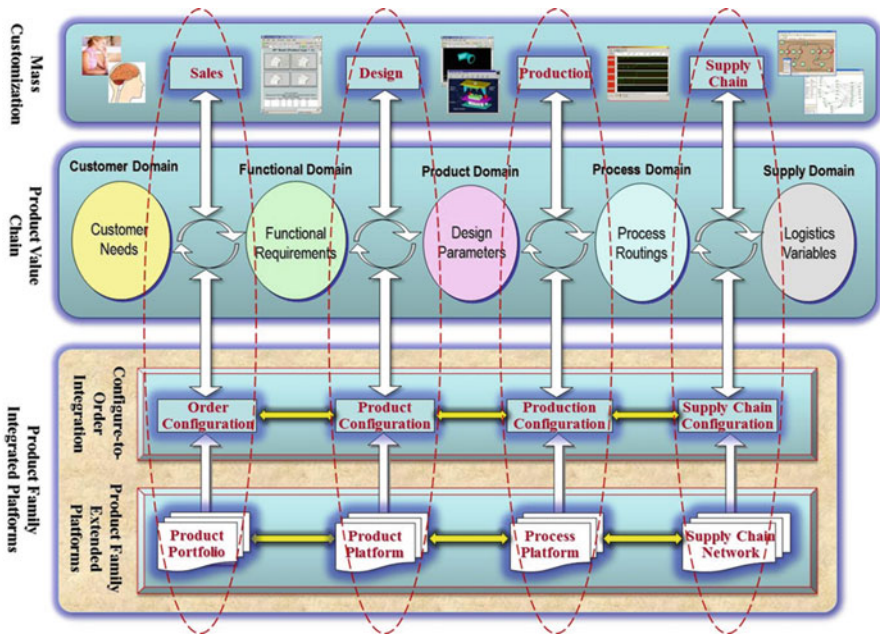 Mass
Customization
Sales
Design
Production
Supply
Chain
Product Value
Chain
Customer Domain
Functional Domain
Product Domain
Process Domain
Supply Domain
Customer
Needs
Functional
Requirements
Design
Parameters
Process
Routings
Logistics
Variables
Product Family
Integrated Platforms
Configure-to-
Order
Integration
Order
Configuration
Product
Configuration
Production
Configuration
Supply Chain
Configuration
Product Family
Extended
Platforms
Product
Portfolio
Product
Platform
Process
Platform
Supply Chain
Network